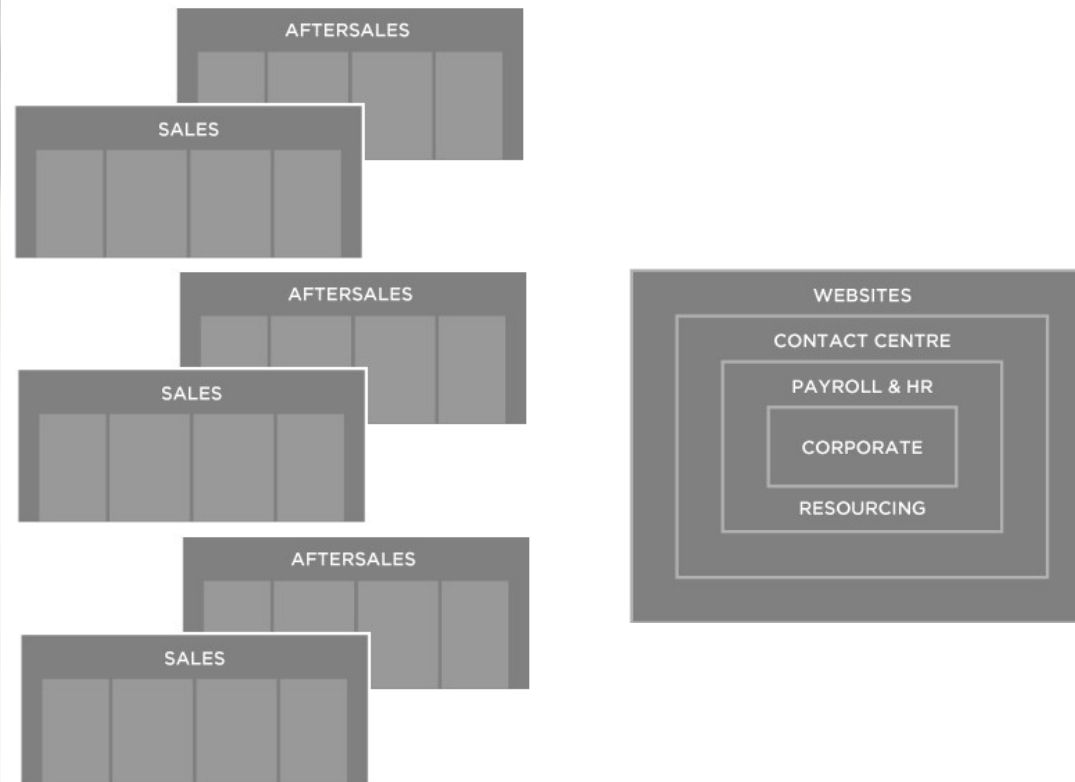 AFTERSALES
SALES
AFTERSALES
SALES
AFTERSALES
SALES
WEBSITES
CONTACT CENTRE
PAYROLL & HR
CORPORATE
RESOURCING